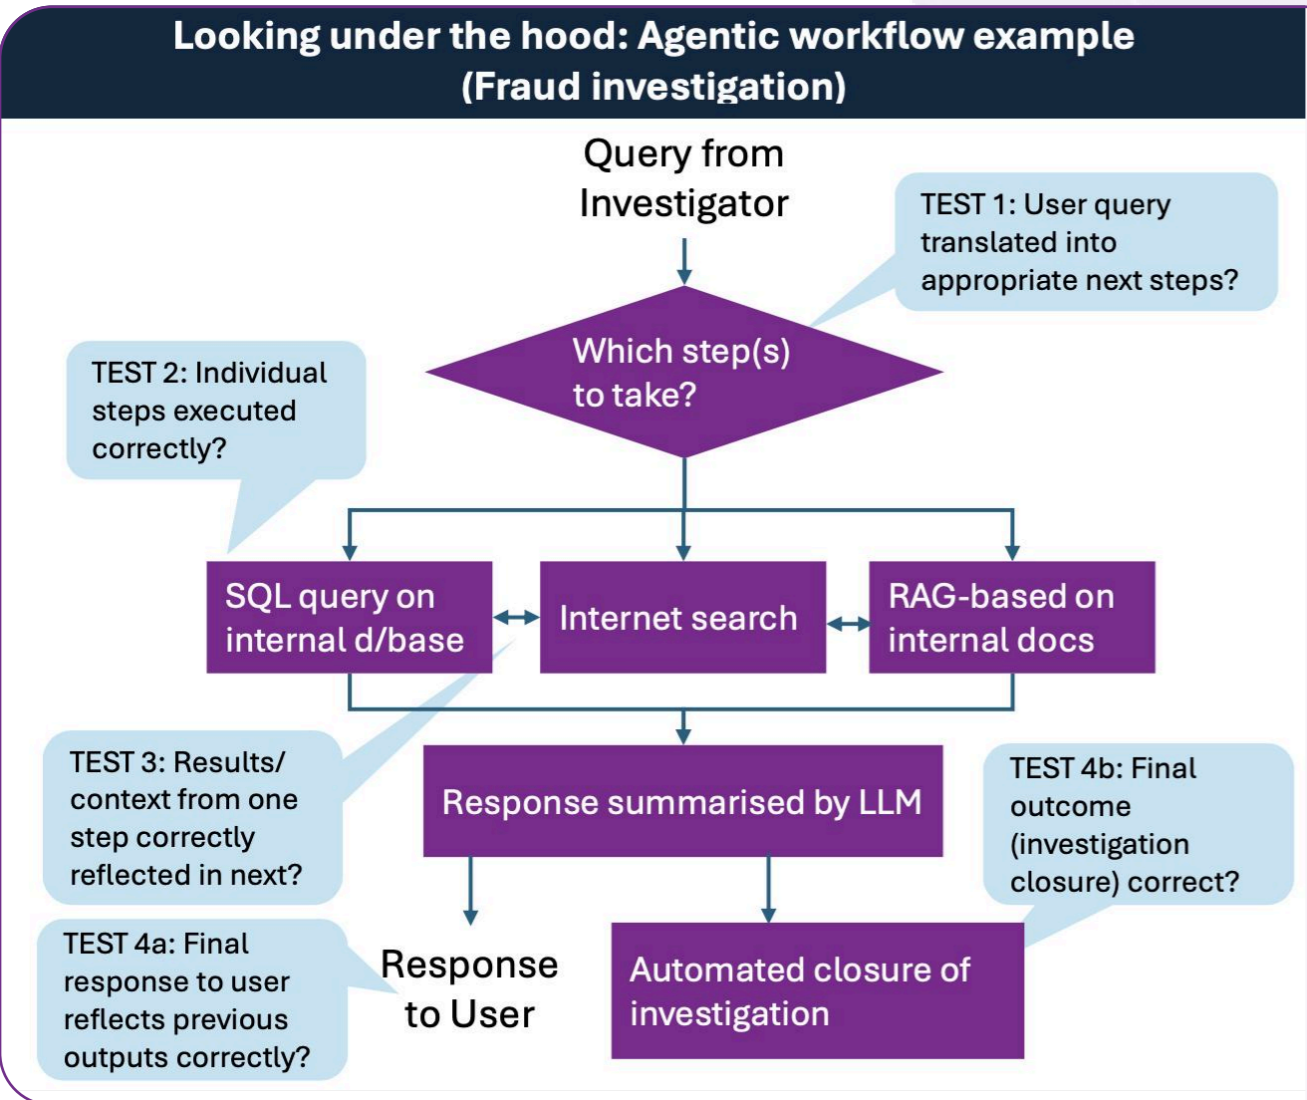 Looking under the hood: Agentic workflow example
(Fraud investigation)
Query from
Investigator
TEST 1: User query
translated into
appropriate next steps?
Which step(s)
to take?
TEST 2: Individual
steps executed
correctly?
SQL query on
internal d/base
Internet search
RAG-based on
internal docs
TEST 3: Results/
context from one
step correctly
reflected in next?
Response summarised by LLM
TEST 4b: Final
outcome
(investigation
closure) correct?
TEST 4a: Final
response to user
reflects previous
outputs correctly?
Response
to User
Automated closure of
investigation